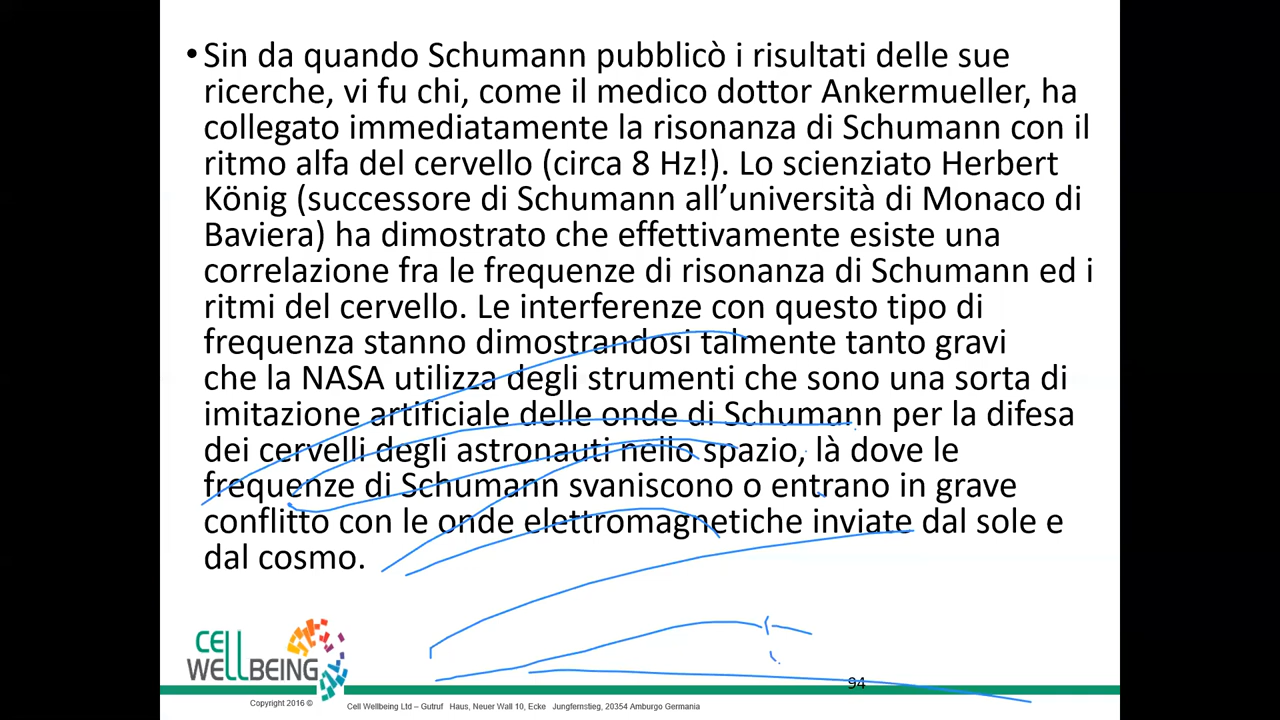 •Sin da quando Schumann pubblicò i risultati delle sue
ricerche, vi fu chi, come il medico dottor Ankermueller, ha
collegato immediatamente la risonanza di Schumann con il
ritmo alfa del cervello (circa 8 Hz!). Lo scienziato Herbert
König (successore di Schumann all’università di Monaco di
Baviera) ha dimostrato che effettivamente esiste una
correlazione fra le frequenze di risonanza di Schumann ed i
ritmi del cervello. Le interferenze con questo tipo di
frequenza stanno dimostrandosi talmente tanto gravi
che la NASA utilizza degli strumenti che sono una sorta di
imitazione artificiale delle onde di Schumann per la difesa
dei cervelli degli astronauti nello spazio, là dove le
frequenze di Schumann svaniscono o entrano in grave
conflitto con le onde elettromagnetiche inviate dal sole e
dal cosmo.
CELL
WELLBEING
94
Copyright 2016 ©
Cell Wellbeing Ltd – Gutruf Haus, Neuer Wall 10, Ecke Jungfernstieg, 20354 Amburgo Germania